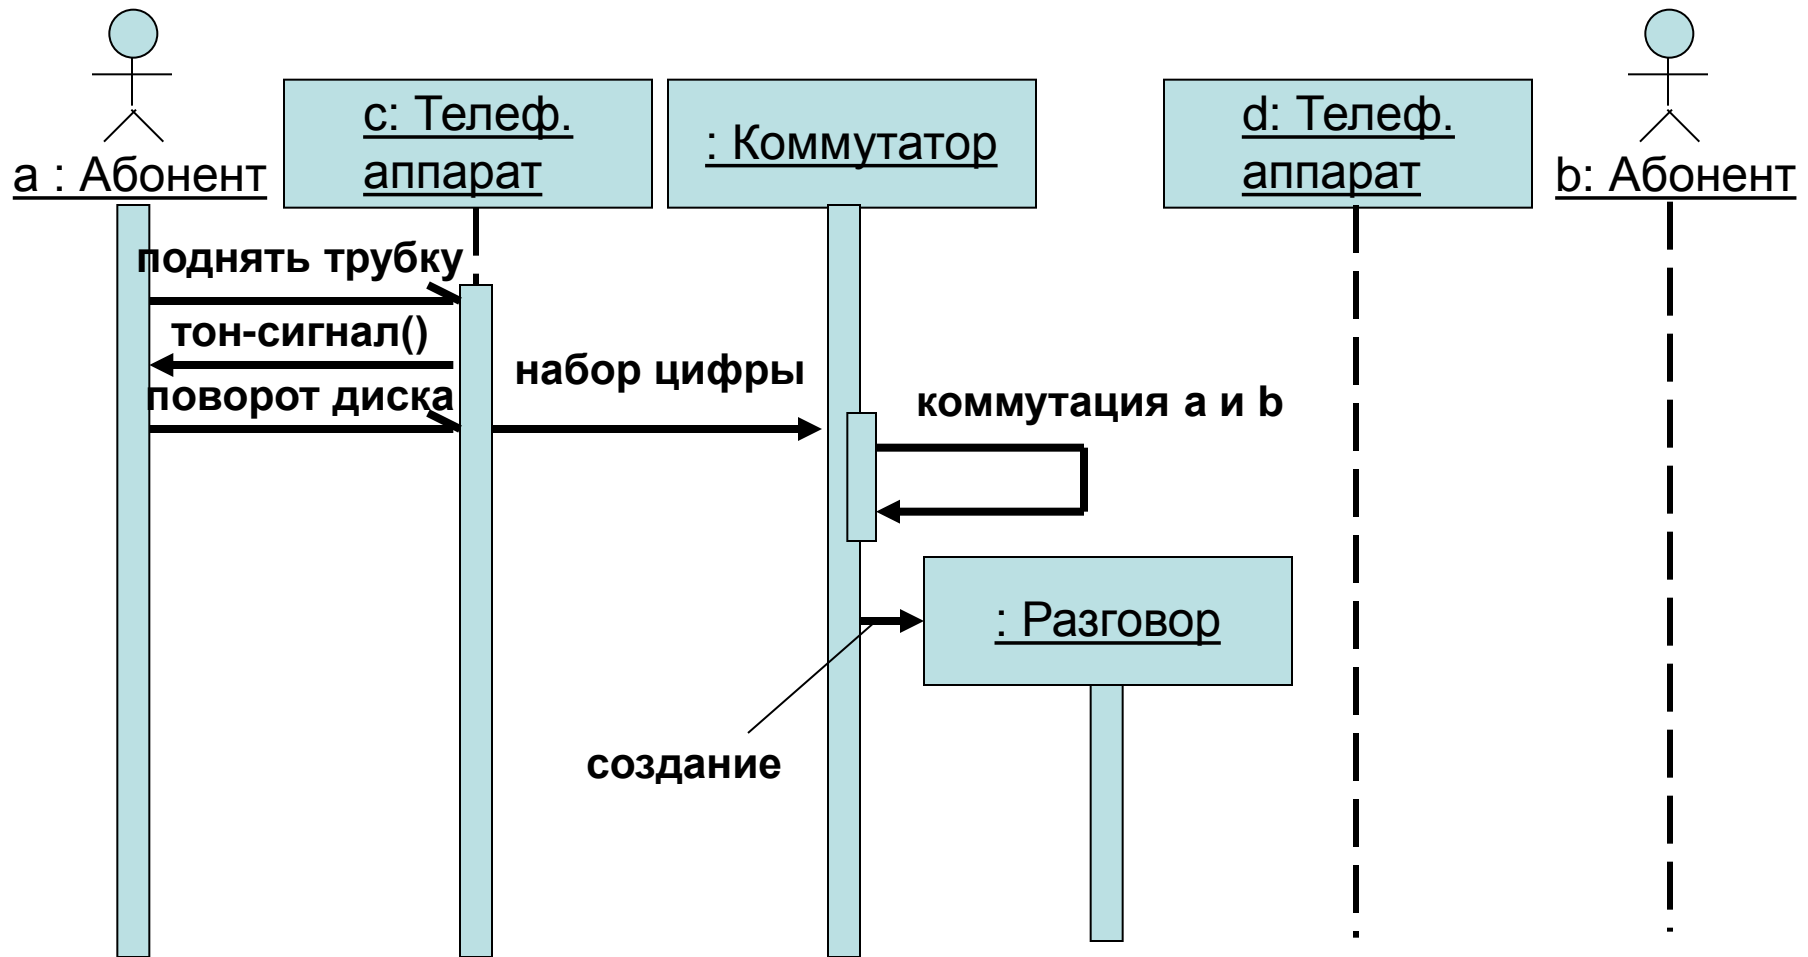 a : Абонент
c: Телеф.
аппарат
: Коммутатор
d: Телеф.
аппарат
b: Абонент
поднять трубку
тон-сигнал()
поворот диска
набор цифры
коммутация a и b
: Разговор
создание